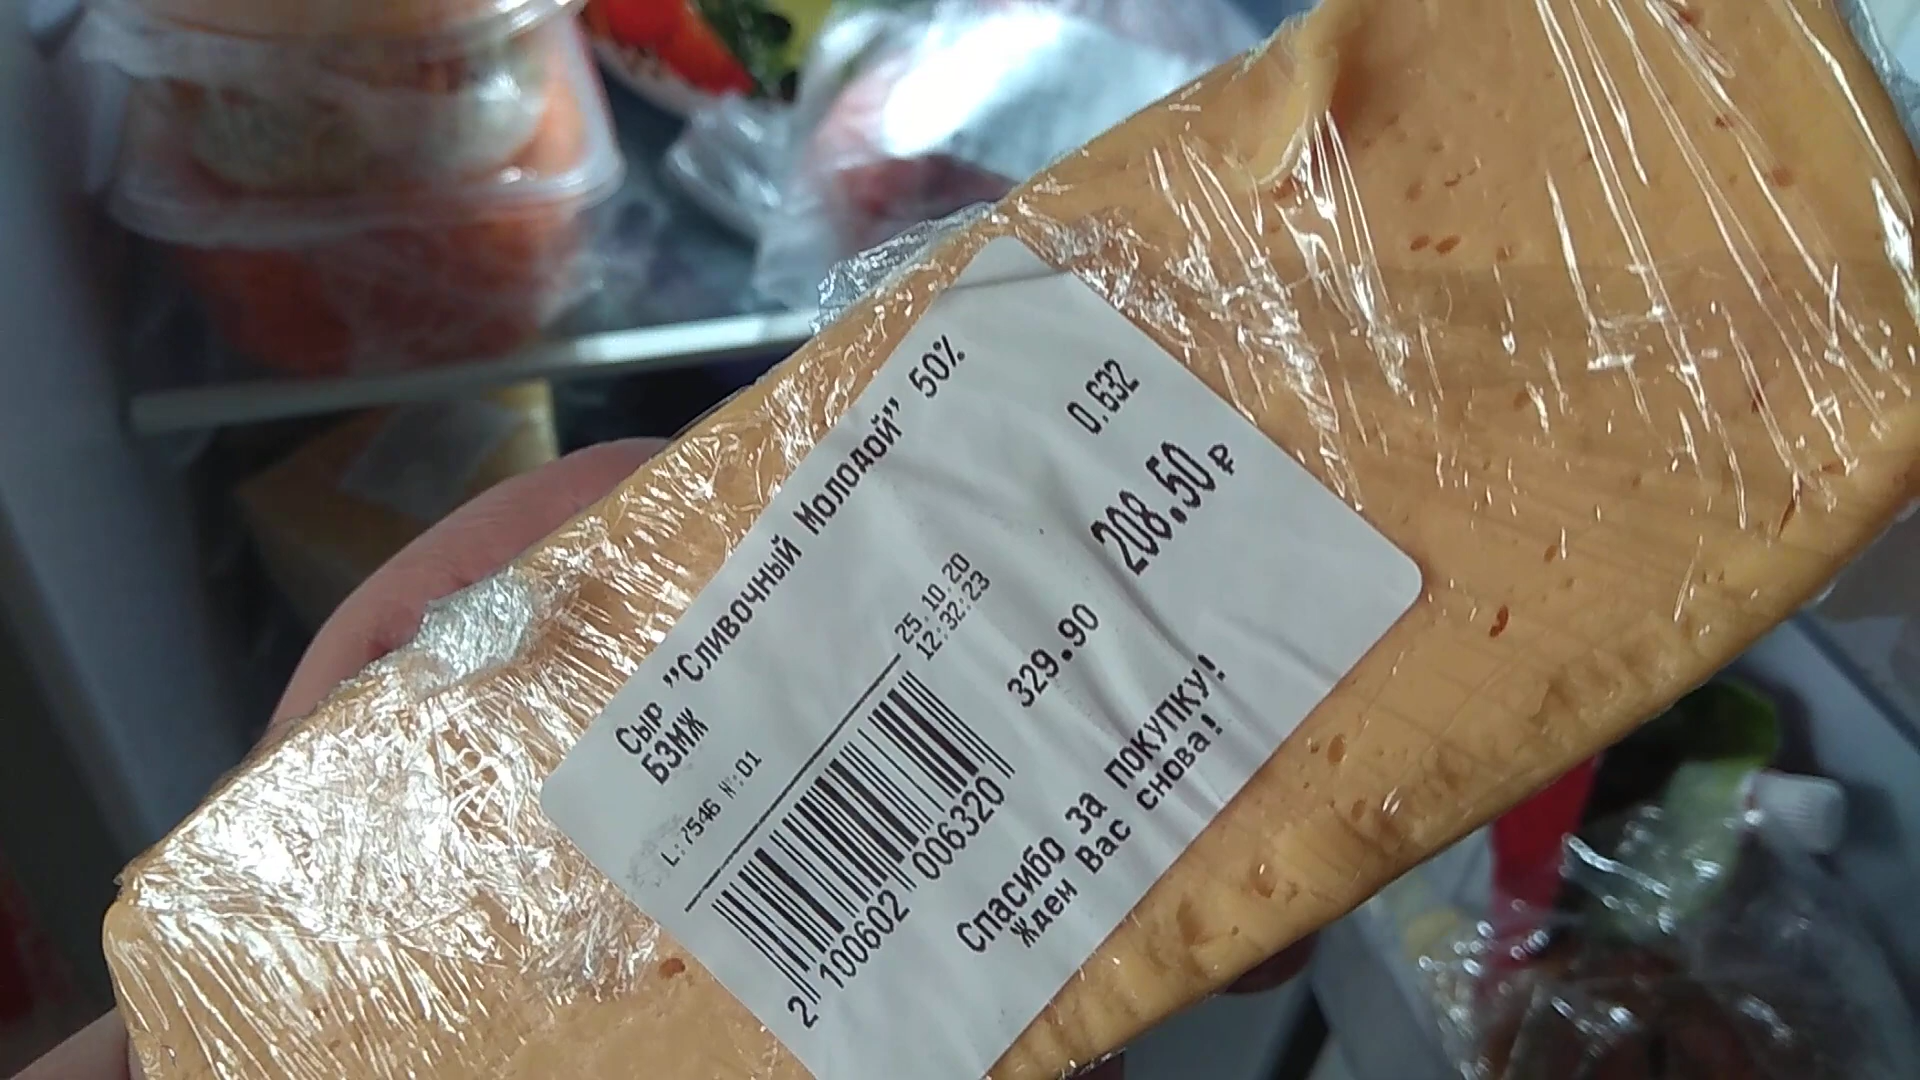 Сыр "Сливочный Молодой" 50%
БЗМЖ
0.632
L:7546 №:01
25.10.20
12:32:23
208.50₽
329.90
2 100602 006320
Спасибо за покупку!
Ждем Вас снова!